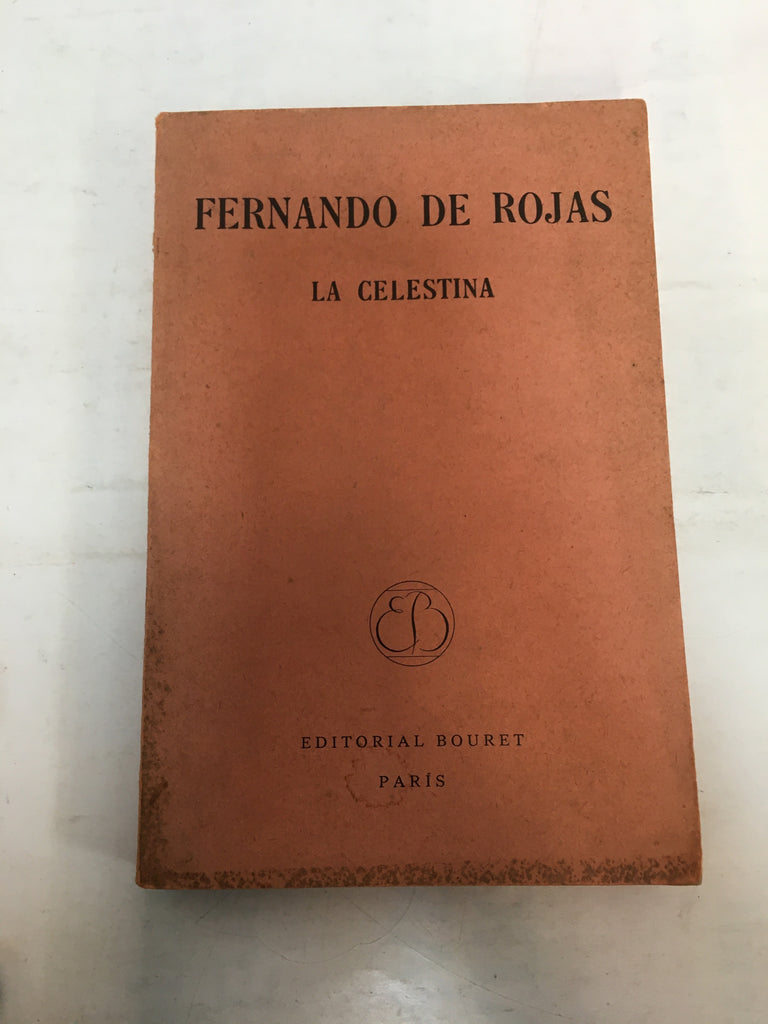 FERNANDO DE ROJAS
LA CELESTINA
EB
EDITORIAL BOURET
PARÍS